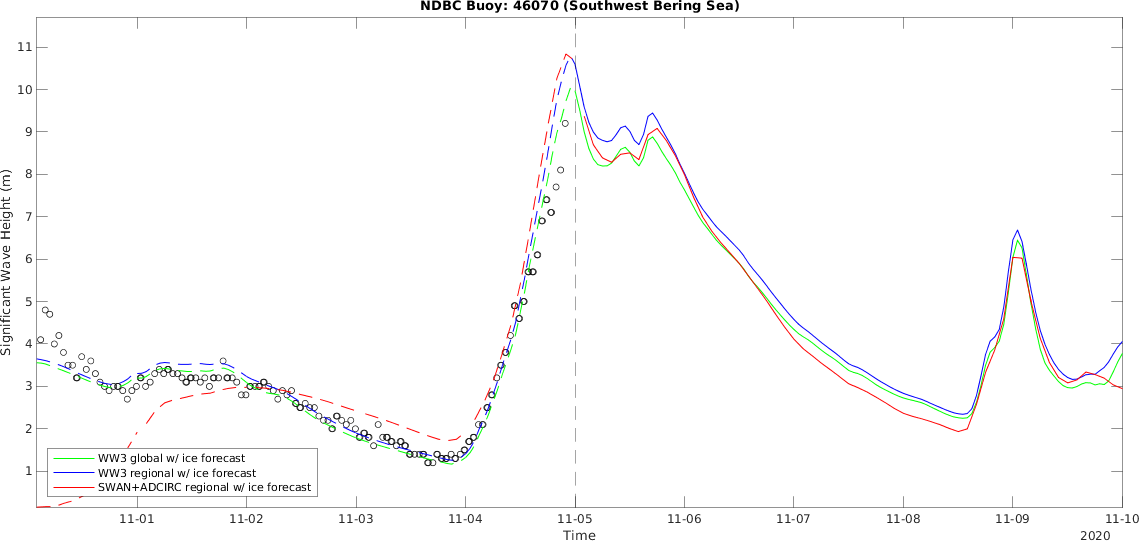 NDBC Buoy: 46070 (Southwest Bering Sea)
Significant Wave Height (m)
11
10
9
8
7
6
5
4
3
2
1
WW3 global w/ ice forecast
WW3 regional w/ ice forecast
SWAN+ADCIRC regional w/ ice forecast
11-01 11-02 11-03 11-04 11-05 11-06 11-07 11-08 11-09 11-10
Time
2020